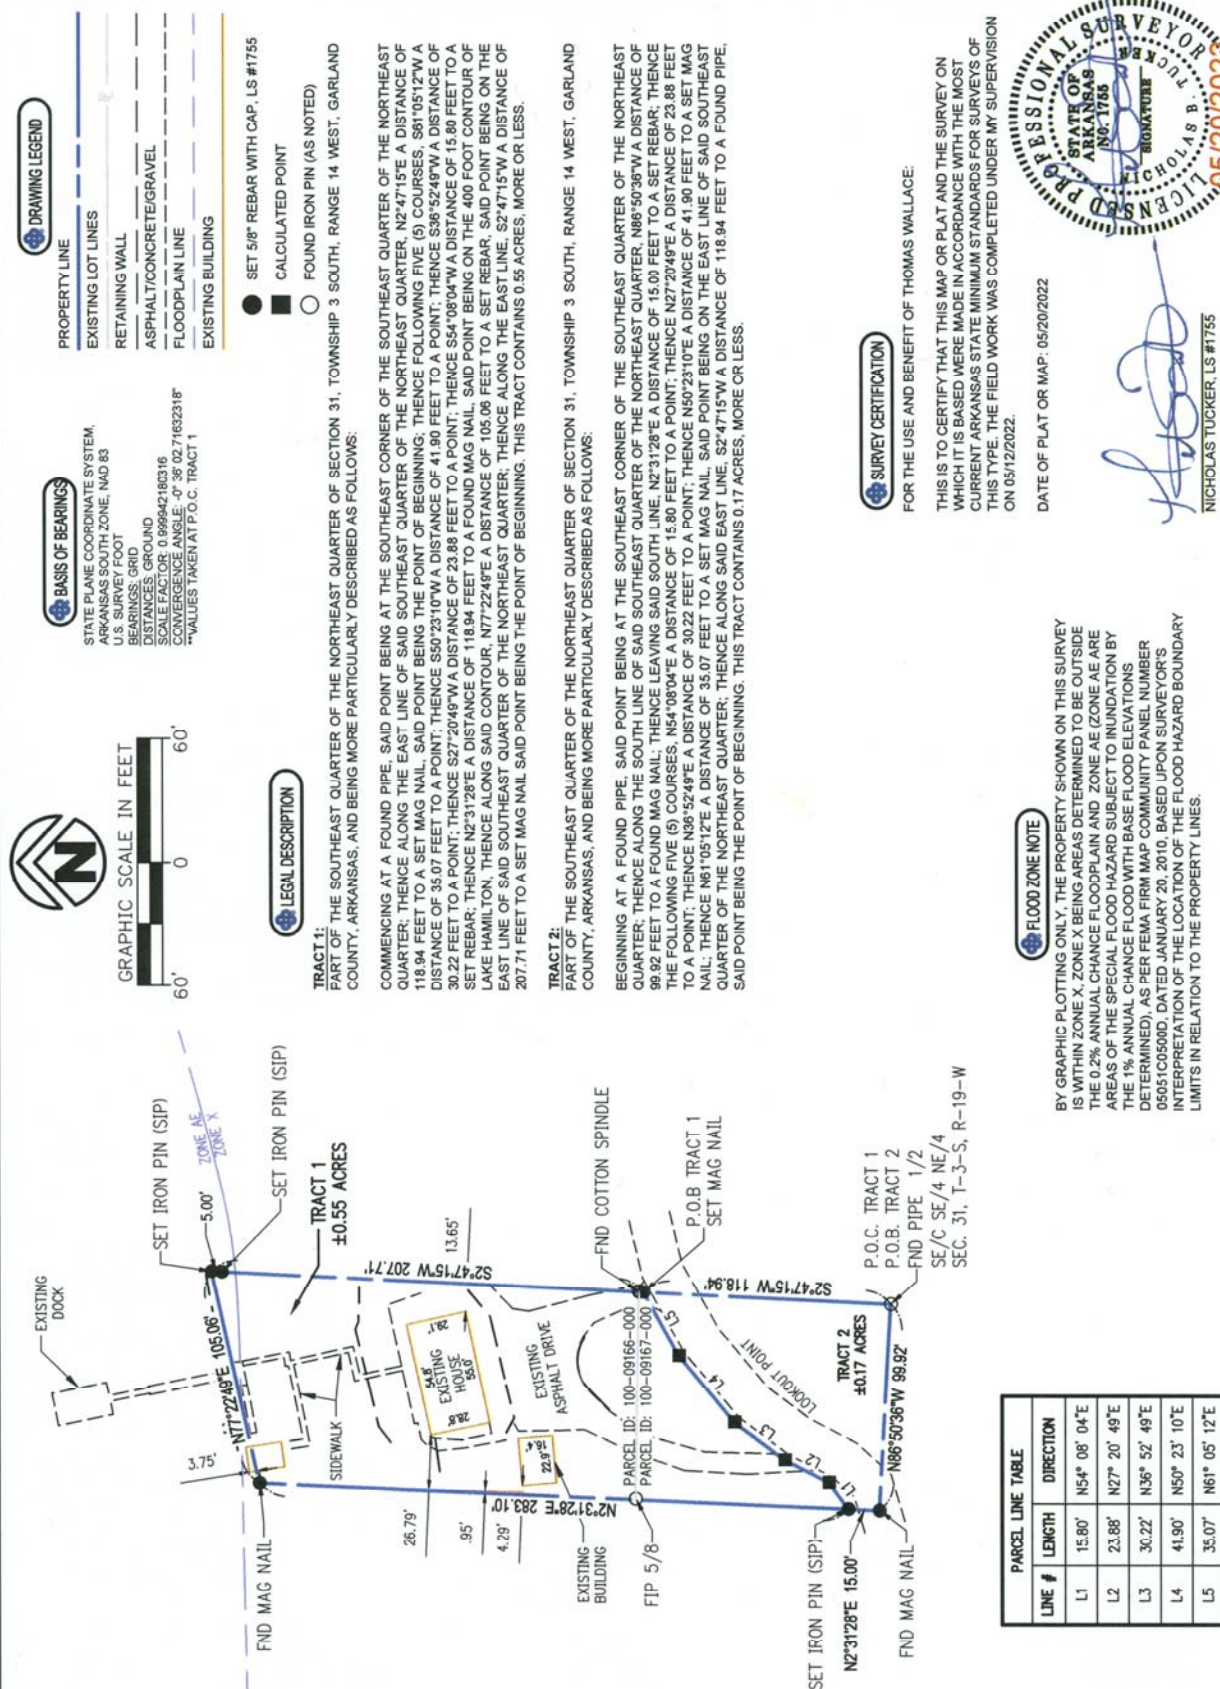 DRAWING LEGEND
PROPERTY LINE
EXISTING LOT LINES
RETAINING WALL
ASPHALT/CONCRETE/GRAVEL
FLOODPLAIN LINE
EXISTING BUILDING
SET 5/8" REBAR WITH CAP, LS #1755
CALCULATED POINT
FOUND IRON PIN (AS NOTED)
BASIS OF BEARINGS
STATE PLANE COORDINATE SYSTEM,
ARKANSAS SOUTH ZONE, NAD 83
U.S. SURVEY FOOT
BEARINGS: GRID
DISTANCES: GROUND
SCALE FACTOR: 0.99994218031​6
CONVERGENCE ANGLE: -0° 36' 02.71632318"
**VALUES TAKEN AT P.O.C. TRACT 1
N
GRAPHIC SCALE IN FEET
60' 0 60'
LEGAL DESCRIPTION
TRACT 1:
PART OF THE SOUTHEAST QUARTER OF THE NORTHEAST QUARTER OF SECTION 31, TOWNSHIP 3 SOUTH, RANGE 14 WEST, GARLAND
COUNTY, ARKANSAS, AND BEING MORE PARTICULARLY DESCRIBED AS FOLLOWS:
COMMENCING AT A FOUND PIPE, SAID POINT BEING AT THE SOUTHEAST CORNER OF THE SOUTHEAST QUARTER OF THE NORTHEAST
QUARTER; THENCE ALONG THE EAST LINE OF SAID SOUTHEAST QUARTER OF THE NORTHEAST QUARTER, N2°47'15"E A DISTANCE OF
118.94 FEET TO A SET MAG NAIL, SAID POINT BEING THE POINT OF BEGINNING; THENCE FOLLOWING FIVE (5) COURSES, S61°05'12"W A
DISTANCE OF 35.07 FEET TO A POINT; THENCE S50°23'10"W A DISTANCE OF 41.90 FEET TO A POINT; THENCE S36°52'49"W A DISTANCE OF
30.22 FEET TO A POINT; THENCE S27°20'49"W A DISTANCE OF 23.88 FEET TO A POINT; THENCE S54°08'04"W A DISTANCE OF 15.80 FEET TO A
SET REBAR; THENCE N2°31'28"E A DISTANCE OF 118.94 FEET TO A FOUND MAG NAIL, SAID POINT BEING ON THE 400 FOOT CONTOUR OF
LAKE HAMILTON, THENCE ALONG SAID CONTOUR, N77°22'49"E A DISTANCE OF 105.06 FEET TO A SET REBAR, SAID POINT BEING ON THE
EAST LINE OF SAID SOUTHEAST QUARTER OF THE NORTHEAST QUARTER; THENCE ALONG THE EAST LINE, S2°47'15"W A DISTANCE OF
207.71 FEET TO A SET MAG NAIL SAID POINT BEING THE POINT OF BEGINNING. THIS TRACT CONTAINS 0.55 ACRES, MORE OR LESS.
TRACT 2:
PART OF THE SOUTHEAST QUARTER OF THE NORTHEAST QUARTER OF SECTION 31, TOWNSHIP 3 SOUTH, RANGE 14 WEST, GARLAND
COUNTY, ARKANSAS, AND BEING MORE PARTICULARLY DESCRIBED AS FOLLOWS:
BEGINNING AT A FOUND PIPE, SAID POINT BEING AT THE SOUTHEAST CORNER OF THE SOUTHEAST QUARTER OF THE NORTHEAST
QUARTER; THENCE ALONG THE SOUTH LINE OF SAID SOUTHEAST QUARTER OF THE NORTHEAST QUARTER, N86°50'36"W A DISTANCE OF
99.92 FEET TO A FOUND MAG NAIL; THENCE LEAVING SAID SOUTH LINE, N2°31'28"E A DISTANCE OF 15.00 FEET TO A SET REBAR; THENCE
THE FOLLOWING FIVE (5) COURSES, N54°08'04"E A DISTANCE OF 15.80 FEET TO A POINT; THENCE N27°20'49"E A DISTANCE OF 23.88 FEET
TO A POINT; THENCE N36°52'49"E A DISTANCE OF 30.22 FEET TO A POINT; THENCE N50°23'10"E A DISTANCE OF 41.90 FEET TO A SET MAG
NAIL; THENCE N61°05'12"E A DISTANCE OF 35.07 FEET TO A SET MAG NAIL, SAID POINT BEING ON THE EAST LINE OF SAID SOUTHEAST
QUARTER OF THE NORTHEAST QUARTER; THENCE ALONG SAID EAST LINE, S2°47'15"W A DISTANCE OF 118.94 FEET TO A FOUND PIPE,
SAID POINT BEING THE POINT OF BEGINNING. THIS TRACT CONTAINS 0.17 ACRES, MORE OR LESS.
SURVEY CERTIFICATION
FOR THE USE AND BENEFIT OF THOMAS WALLACE:
THIS IS TO CERTIFY THAT THIS MAP OR PLAT AND THE SURVEY ON
WHICH IT IS BASED WERE MADE IN ACCORDANCE WITH THE MOST
CURRENT ARKANSAS STATE MINIMUM STANDARDS FOR SURVEYS OF
THIS TYPE. THE FIELD WORK WAS COMPLETED UNDER MY SUPERVISION
ON 05/12/2022.
DATE OF PLAT OR MAP: 05/20/2022
NICHOLAS TUCKER, LS #1755
LICENSED PROFESSIONAL SURVEYOR
STATE OF
ARKANSAS
NO. 1755
SIGNATURE
NICHOLAS B. TUCKER
05/20/2022
FLOOD ZONE NOTE
BY GRAPHIC PLOTTING ONLY, THE PROPERTY SHOWN ON THIS SURVEY
IS WITHIN ZONE X, ZONE X BEING AREAS DETERMINED TO BE OUTSIDE
THE 0.2% ANNUAL CHANCE FLOODPLAIN AND ZONE AE (ZONE AE ARE
AREAS OF THE SPECIAL FLOOD HAZARD SUBJECT TO INUNDATION BY
THE 1% ANNUAL CHANCE FLOOD WITH BASE FLOOD ELEVATIONS
DETERMINED), AS PER FEMA FIRM MAP COMMUNITY PANEL NUMBER
05051C0500D, DATED JANUARY 20, 2010, BASED UPON SURVEYOR'S
INTERPRETATION OF THE LOCATION OF THE FLOOD HAZARD BOUNDARY
LIMITS IN RELATION TO THE PROPERTY LINES.
EXISTING
DOCK
SET IRON PIN (SIP)
ZONE AE
ZONE X
5.00'
SET IRON PIN (SIP)
TRACT 1
±0.55 ACRES
N77°22'49"E 105.06'
3.75'
FND MAG NAIL
SIDEWALK
S2°47'15"W 207.71'
13.65'
26.79'
54.8'
29.1'
EXISTING
HOUSE
28.8'
55.0'
.95'
4.29'
16.4'
22.9'
EXISTING
ASPHALT DRIVE
EXISTING
BUILDING
N2°31'28"E 283.10'
FND COTTON SPINDLE
PARCEL ID: 100-09166-000
PARCEL ID: 100-09167-000
FIP 5/8
P.O.B TRACT 1
SET MAG NAIL
L5
L4
L3
L2
L1
LOOKOUT POINT
S2°47'15"W 118.94'
TRACT 2
±0.17 ACRES
SET IRON PIN (SIP)
N2°31'28"E 15.00'
FND MAG NAIL
N86°50'36"W 99.92'
P.O.C. TRACT 1
P.O.B. TRACT 2
FND PIPE 1/2
SE/C SE/4 NE/4
SEC. 31, T-3-S, R-19-W
PARCEL LINE TABLE
LINE # LENGTH DIRECTION
L1 15.80' N54° 08' 04"E
L2 23.88' N27° 20' 49"E
L3 30.22' N36° 52' 49"E
L4 41.90' N50° 23' 10"E
L5 35.07' N61° 05' 12"E